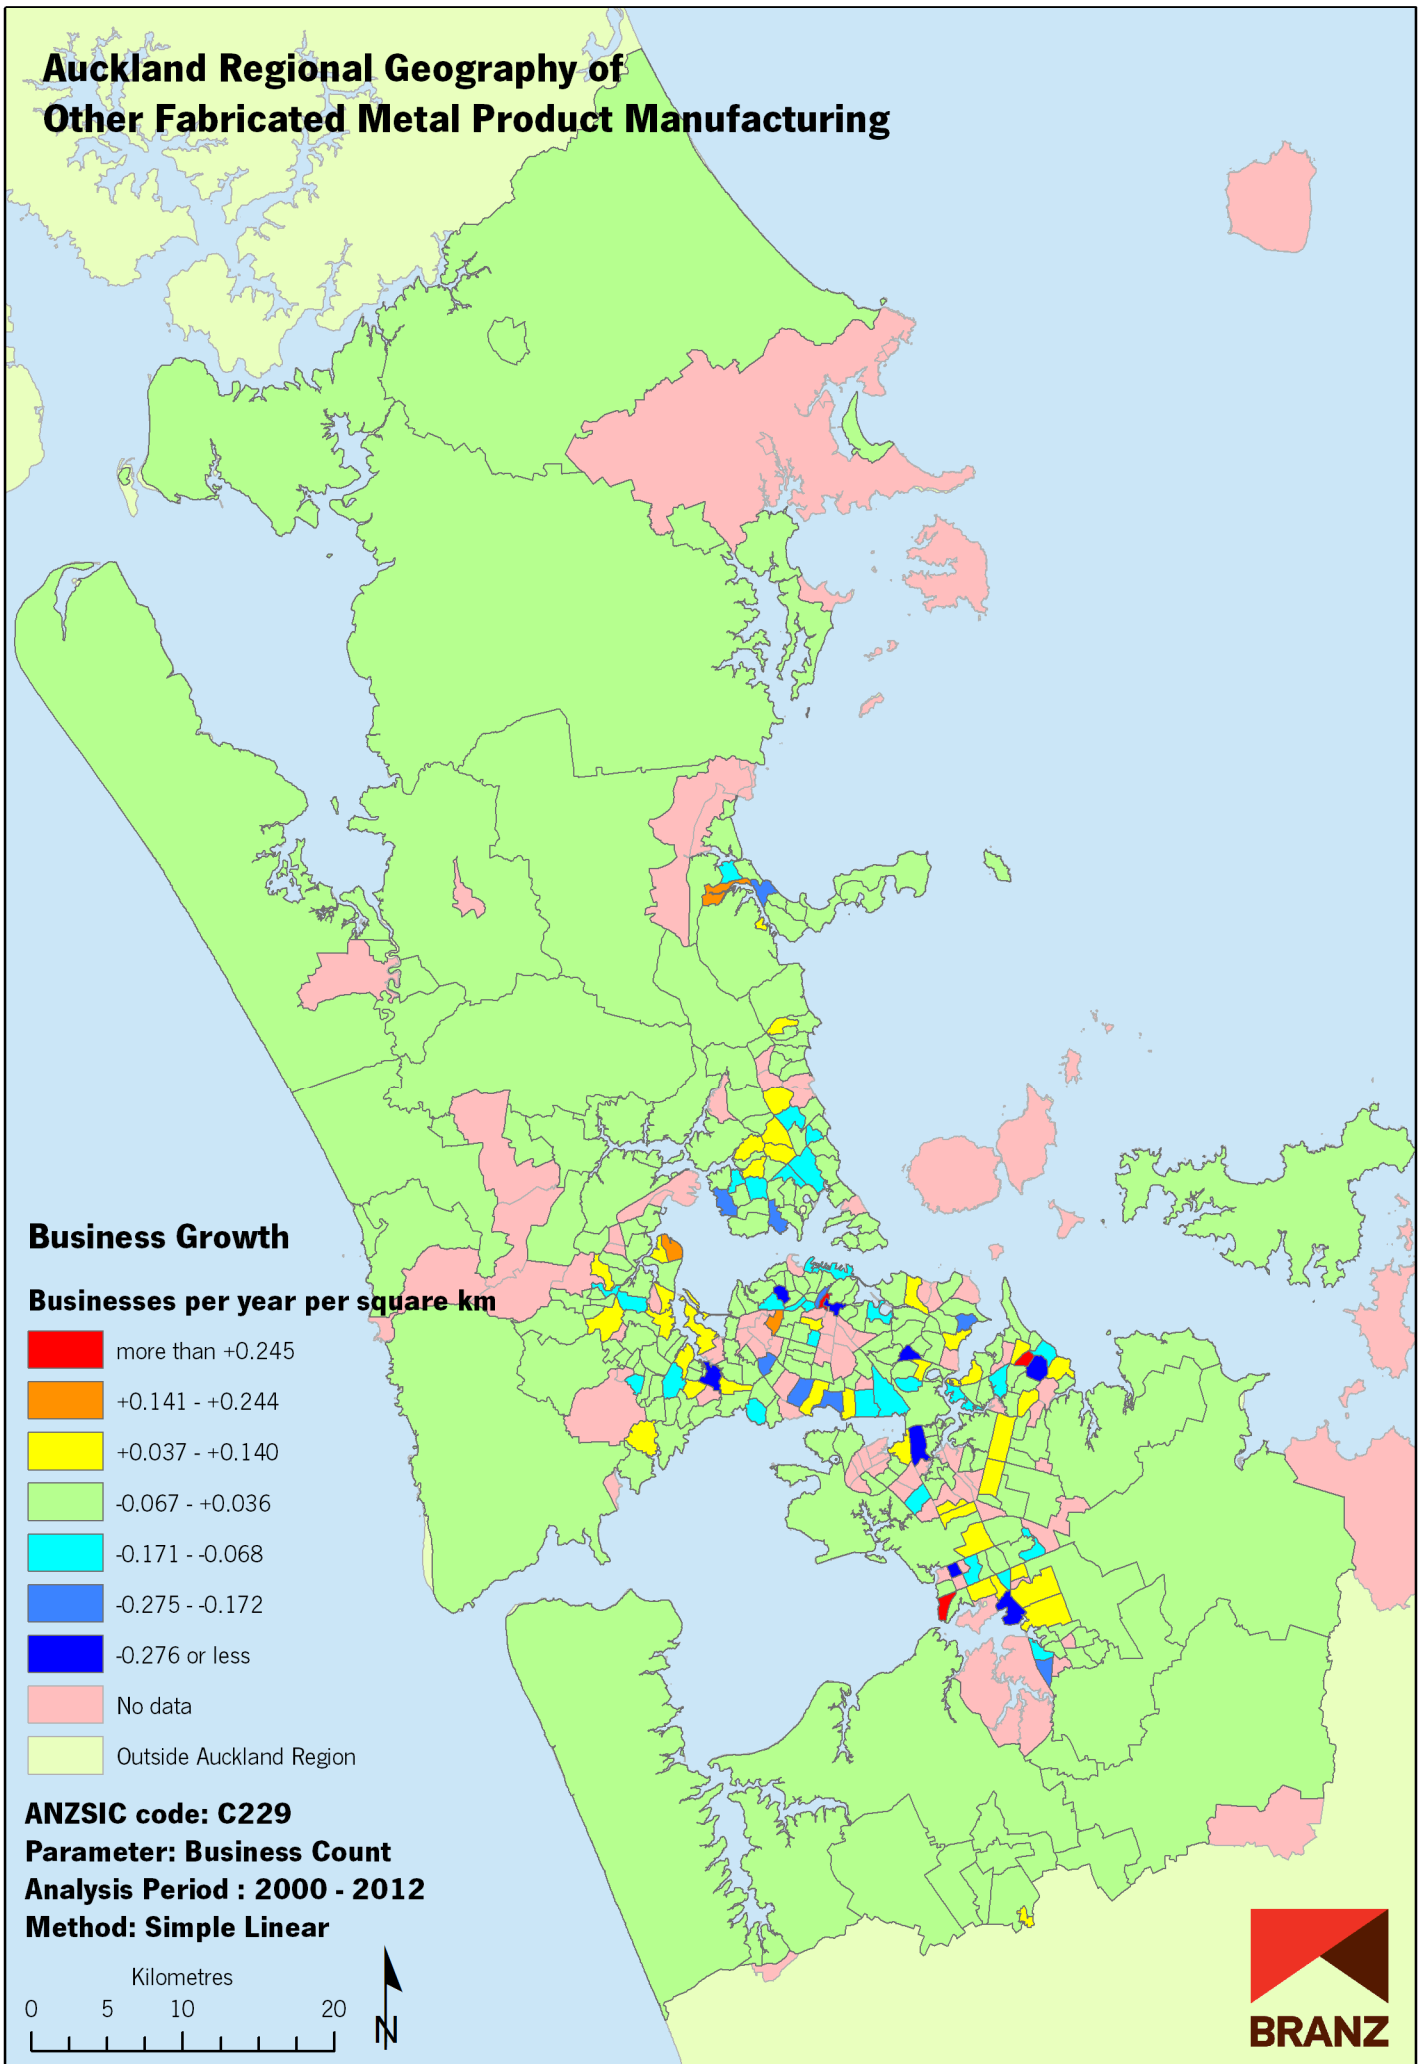 Auckland Regional Geography of
Other Fabricated Metal Product Manufacturing
Business Growth
Businesses per year per square km
more than +0.245
+0.141 - +0.244
+0.037 - +0.140
-0.067 - +0.036
-0.171 - -0.068
-0.275 - -0.172
-0.276 or less
No data
Outside Auckland Region
ANZSIC code: C229
Parameter: Business Count
Analysis Period : 2000 - 2012
Method: Simple Linear
Kilometres
0 5 10 20
N
BRANZ